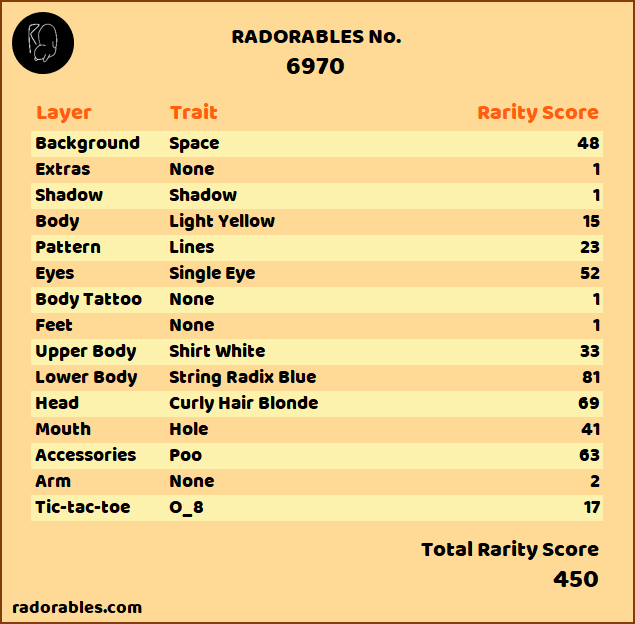 RADORABLES No.
6970
Layer Trait Rarity Score
Background Space 48
Extras None 1
Shadow Shadow 1
Body Light Yellow 15
Pattern Lines 23
Eyes Single Eye 52
Body Tattoo None 1
Feet None 1
Upper Body Shirt White 33
Lower Body String Radix Blue 81
Head Curly Hair Blonde 69
Mouth Hole 41
Accessories Poo 63
Arm None 2
Tic-tac-toe O_8 17
Total Rarity Score
450
radorables.com